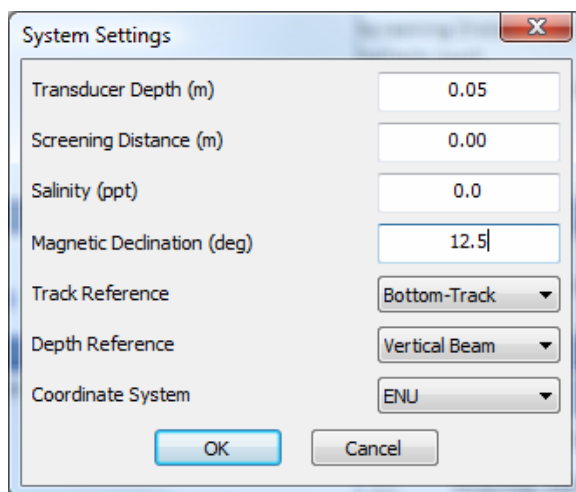 System Settings
Transducer Depth (m) 0.05
Screening Distance (m) 0.00
Salinity (ppt) 0.0
Magnetic Declination (deg) 12.5
Track Reference Bottom-Track
Depth Reference Vertical Beam
Coordinate System ENU
OK Cancel